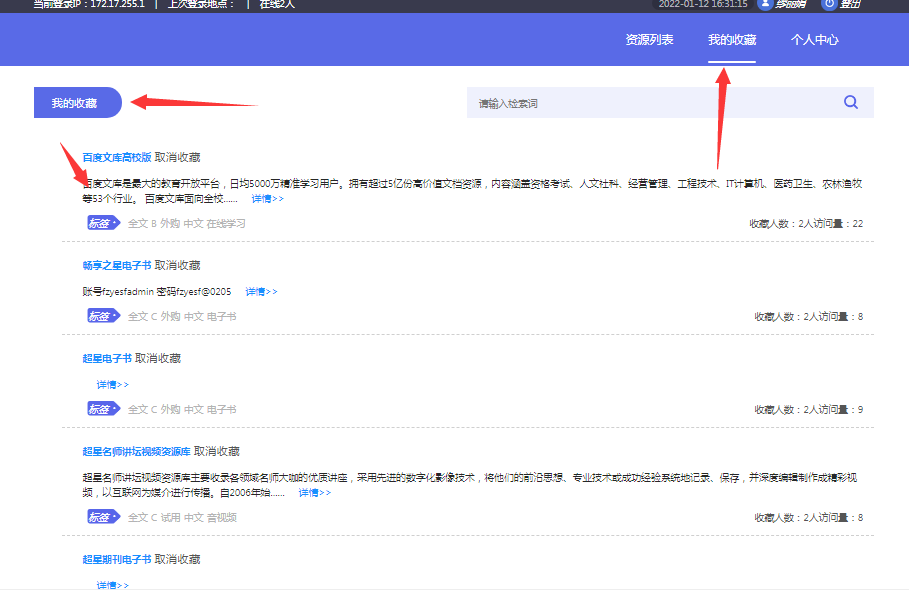 当前登录IP：172.17.255.1 | 上次登录地点： | 在线2人
2022-01-12 16:31:15 登出
资源列表 我的收藏 个人中心
我的收藏
请输入检索词
百度文库高校版 取消收藏
百度文库是最大的教育开放平台，日均5000万精准学习用户。拥有超过5亿份高价值文档资源，内容涵盖资格考试、人文社科、经营管理、工程技术、IT计算机、医药卫生、农林渔牧
等53个行业。 百度文库面向全校...... 详情>>
标签 全文 B 外购 中文 在线学习 收藏人数：2人访问量：22
畅享之星电子书 取消收藏
账号fzyesfadmin 密码fzyesf@0205 详情>>
标签 全文 C 外购 中文 电子书 收藏人数：2人访问量：8
超星电子书 取消收藏
详情>>
标签 全文 C 外购 中文 电子书 收藏人数：2人访问量：9
超星名师讲坛视频资源库 取消收藏
超星名师讲坛视频资源库主要收录各领域名师大咖的优质讲座，采用先进的数字化影像技术，将他们的前沿思想、专业技术或成功经验系统地记录、保存，并深度编辑制作成精彩视
频，以互联网为媒介进行传播。自2006年始...... 详情>>
标签 全文 C 试用 中文 音视频 收藏人数：2人访问量：8
超星期刊电子书 取消收藏
详情>>